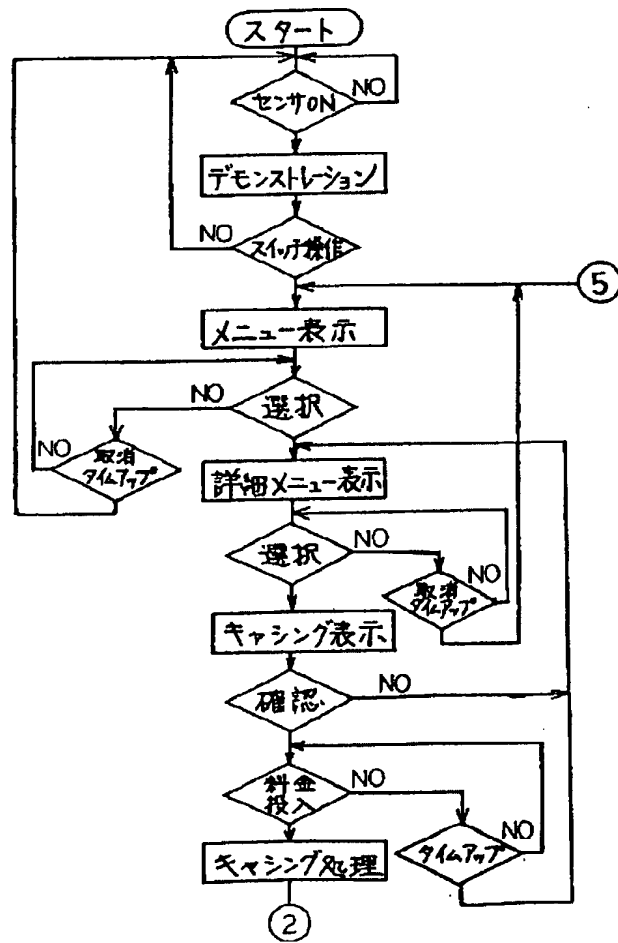 スタート
NO
センサON
デモンストレーション
NO
スイッチ操作
5
メニュー表示
NO
選択
NO
取消
タイムアップ
詳細メニュー表示
NO
選択
NO
取消
タイムアップ
キャシング表示
NO
確認
料金
投入
NO
NO
タイムアップ
キャシング処理
2